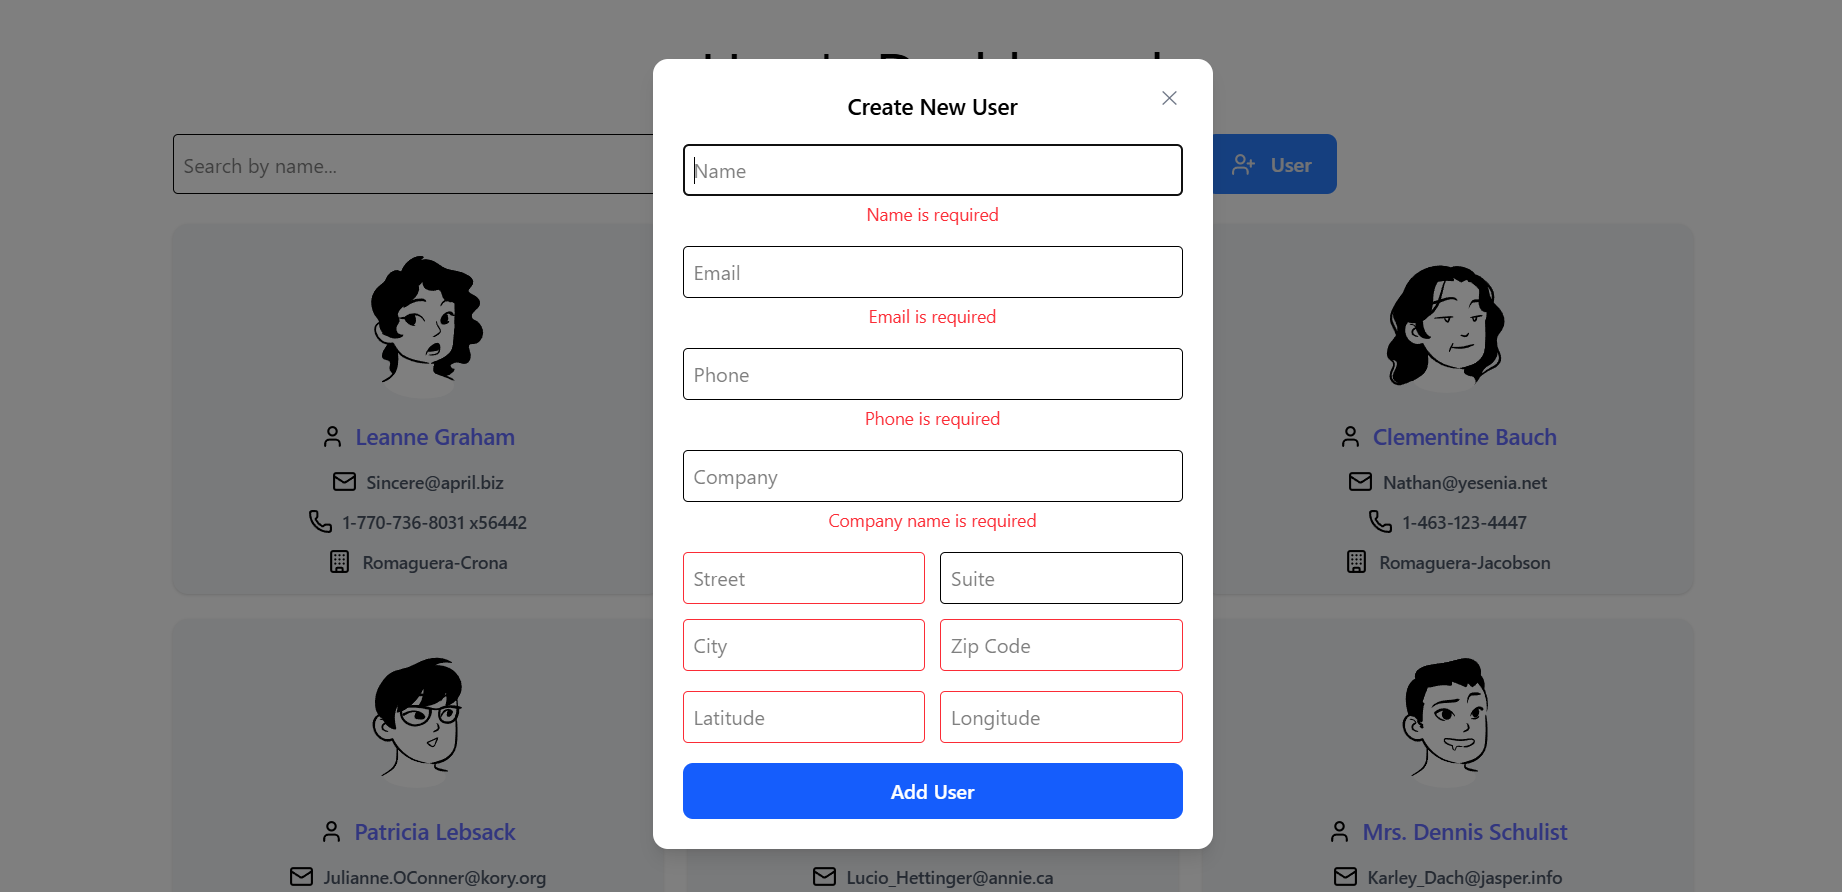 Create New User
Search by name...
User
Name
Name is required
Email
Email is required
Phone
Phone is required
Company
Company name is required
Street
Suite
City
Zip Code
Latitude
Longitude
Add User
Leanne Graham
Sincere@april.biz
1-770-736-8031 x56442
Romaguera-Crona
Clementine Bauch
Nathan@yesenia.net
1-463-123-4447
Romaguera-Jacobson
Patricia Lebsack
Julianne.OConner@kory.org
Lucio_Hettinger@annie.ca
Mrs. Dennis Schulist
Karley_Dach@jasper.info